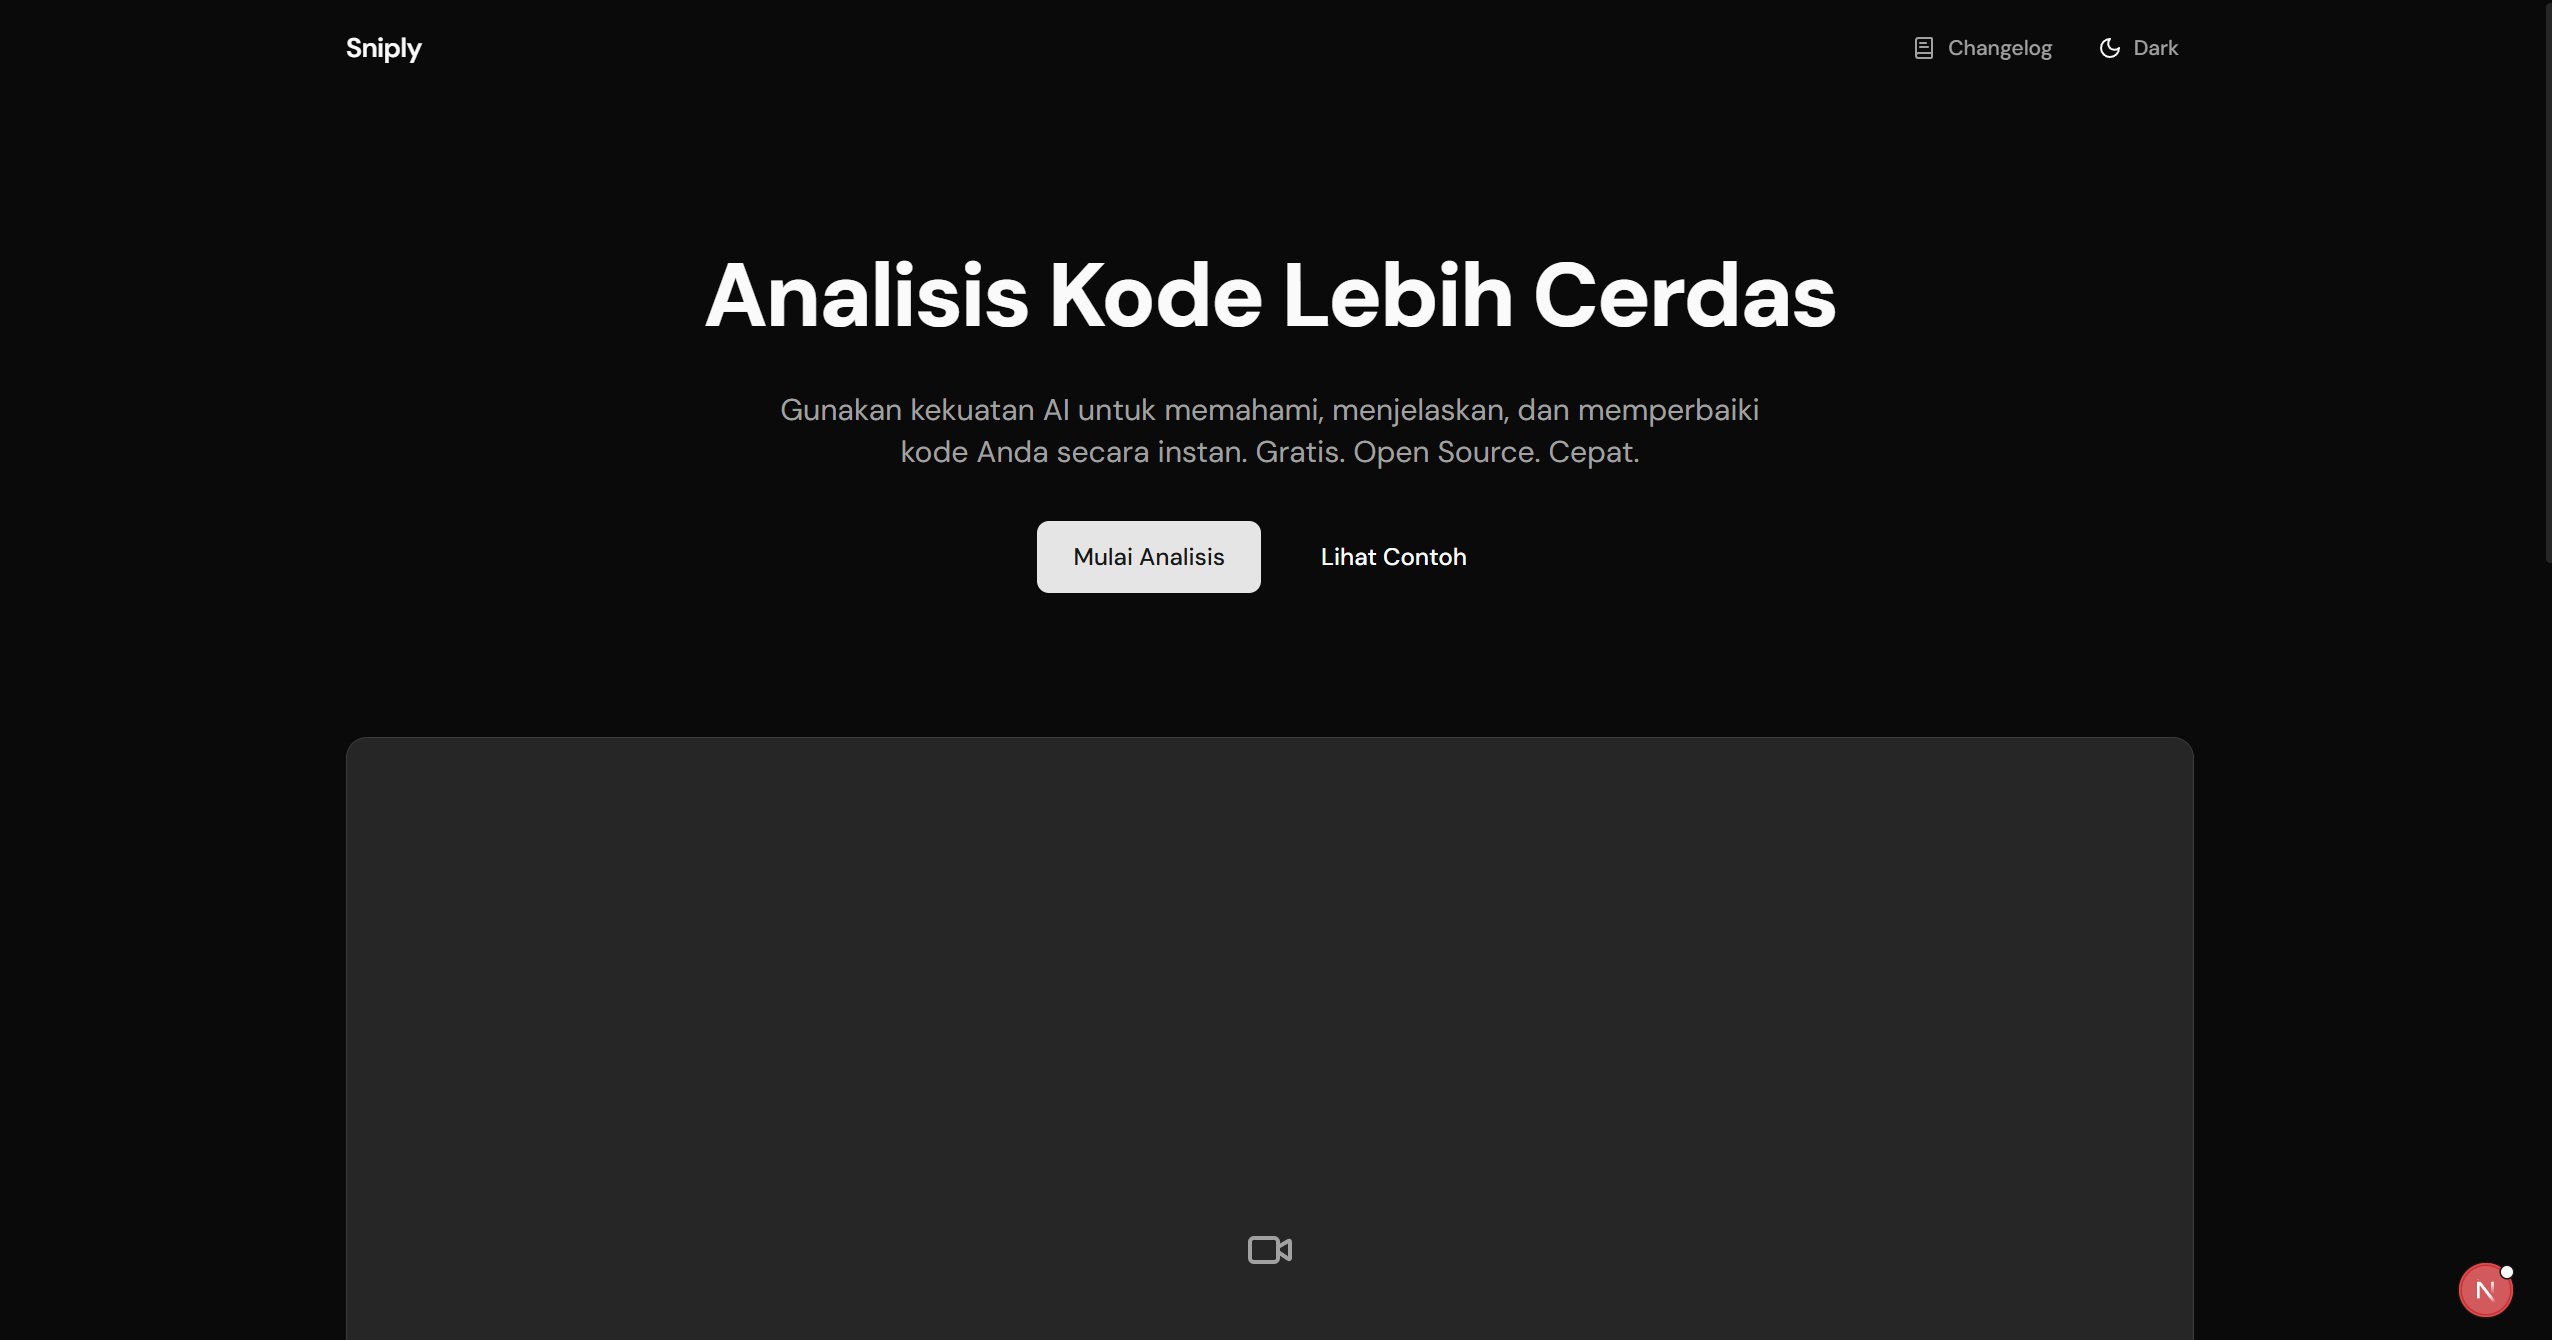 Sniply
Changelog
Dark
Analisis Kode Lebih Cerdas
Gunakan kekuatan AI untuk memahami, menjelaskan, dan memperbaiki
kode Anda secara instan. Gratis. Open Source. Cepat.
Mulai Analisis
Lihat Contoh
N